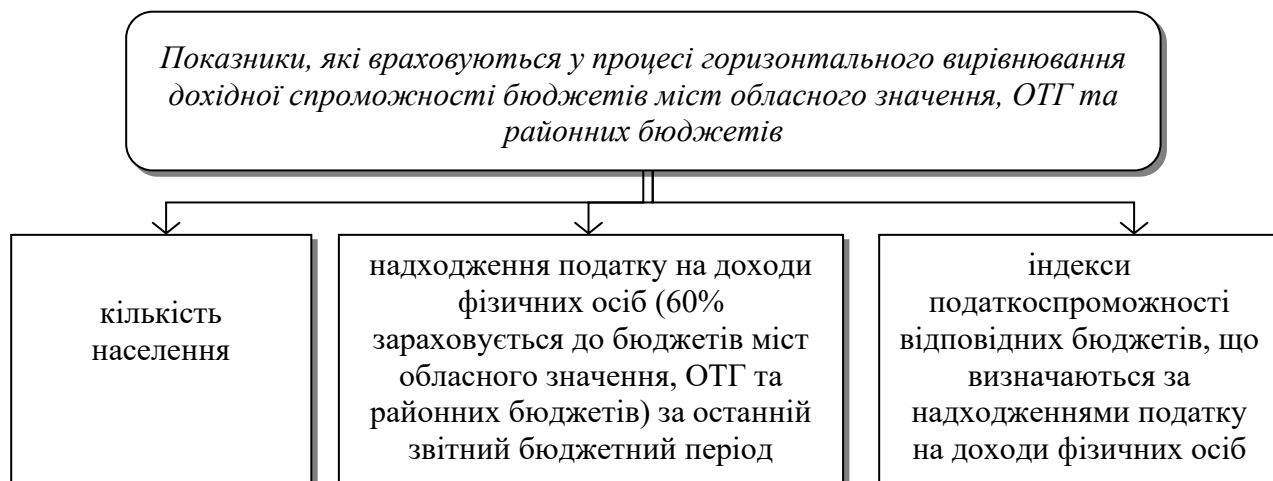 Показники, які враховуються у процесі горизонтального вирівнювання
дохідної спроможності бюджетів міст обласного значення, ОТГ та
районних бюджетів
кількість
населення
надходження податку на доходи
фізичних осіб (60%
зараховується до бюджетів міст
обласного значення, ОТГ та
районних бюджетів) за останній
звітний бюджетний період
індекси
податкоспроможності
відповідних бюджетів, що
визначаються за
надходженнями податку
на доходи фізичних осіб